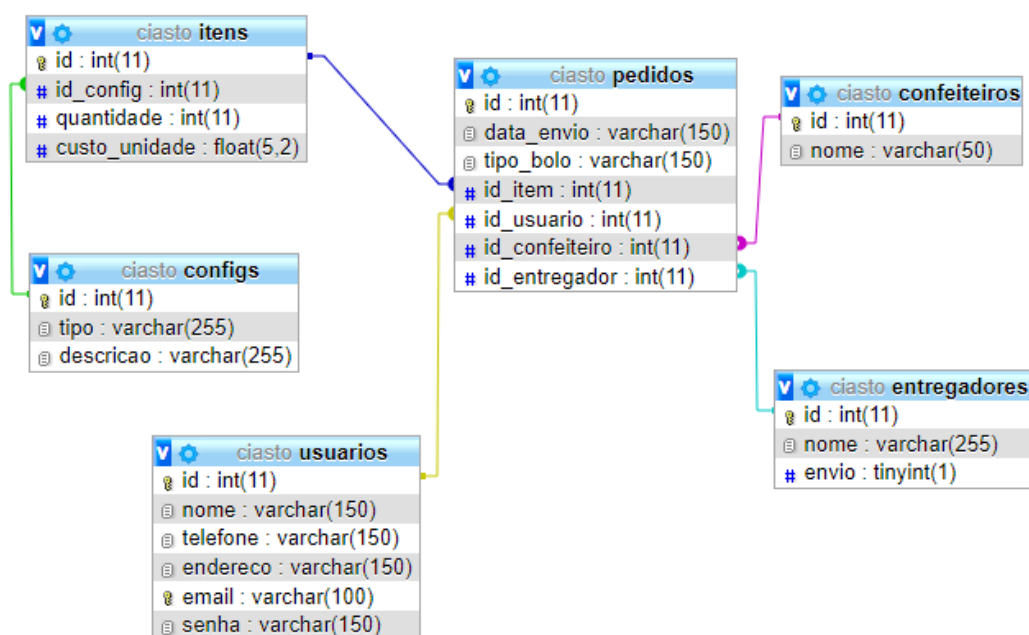 ciasto itens
id : int(11)
# id_config : int(11)
# quantidade : int(11)
# custo_unidade : float(5,2)
ciasto configs
id : int(11)
tipo : varchar(255)
descricao : varchar(255)
ciasto usuarios
id : int(11)
nome : varchar(150)
telefone : varchar(150)
endereco : varchar(150)
email : varchar(100)
senha : varchar(150)
ciasto pedidos
id : int(11)
data_envio : varchar(150)
tipo_bolo : varchar(150)
# id_item : int(11)
# id_usuario : int(11)
# id_confeiteiro : int(11)
# id_entregador : int(11)
ciasto confeiteiros
id : int(11)
nome : varchar(50)
ciasto entregadores
id : int(11)
nome : varchar(255)
# envio : tinyint(1)